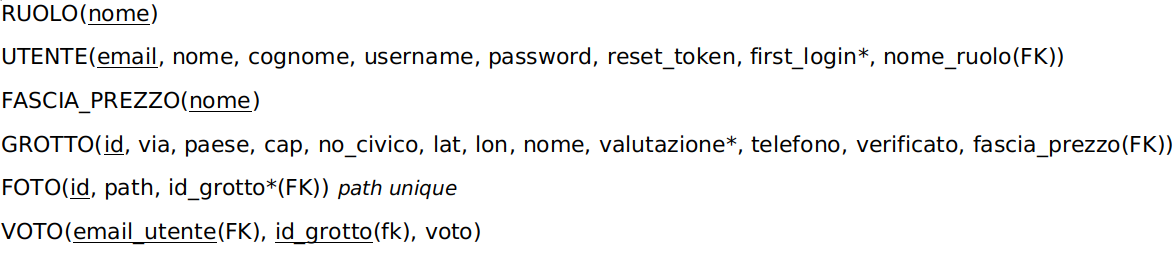 RUOLO(nome)
UTENTE(email, nome, cognome, username, password, reset_token, first_login*, nome_ruolo(FK))
FASCIA_PREZZO(nome)
GROTTO(id, via, paese, cap, no_civico, lat, lon, nome, valutazione*, telefono, verificato, fascia_prezzo(FK))
FOTO(id, path, id_grotto*(FK)) path unique
VOTO(email_utente(FK), id_grotto(fk), voto)